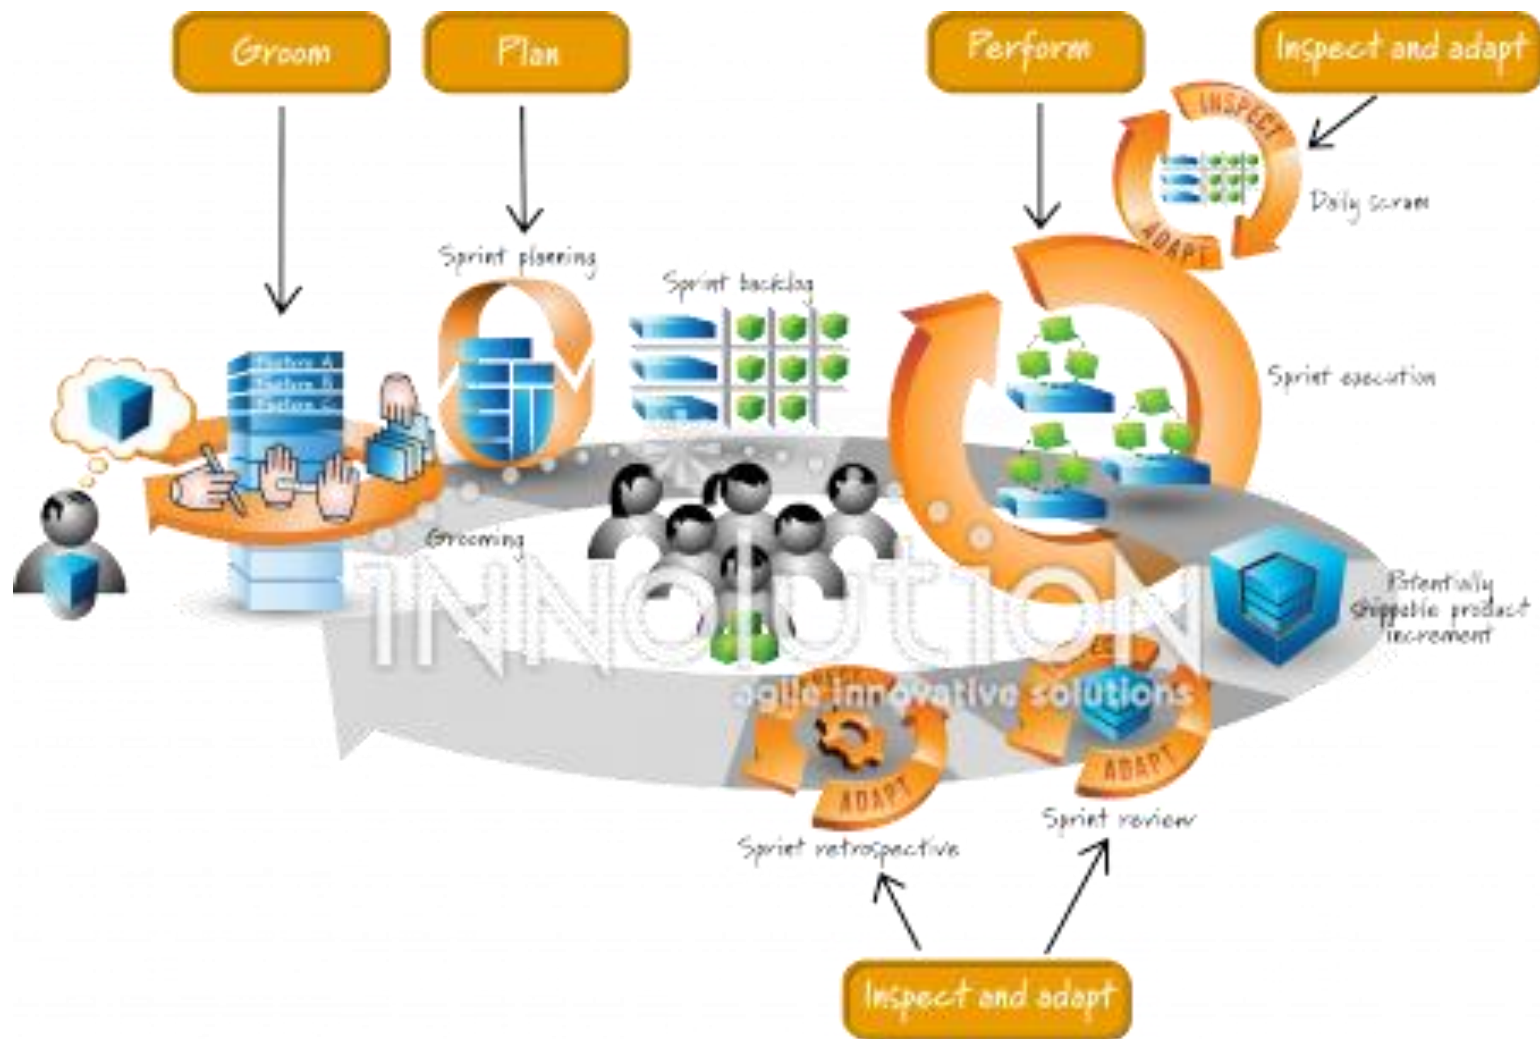 Groom
Plan
Perform
Inspect and adapt
INSPECT
ADAPT
Daily scrum
Sprint planning
Sprint backlog
Sprint execution
Feature A
Feature B
Feature C
Grooming
INNOLUTION
agile innovative solutions
Potentially
shippable product
increment
ADAPT
Sprint review
ADAPT
Sprint retrospective
Inspect and adapt